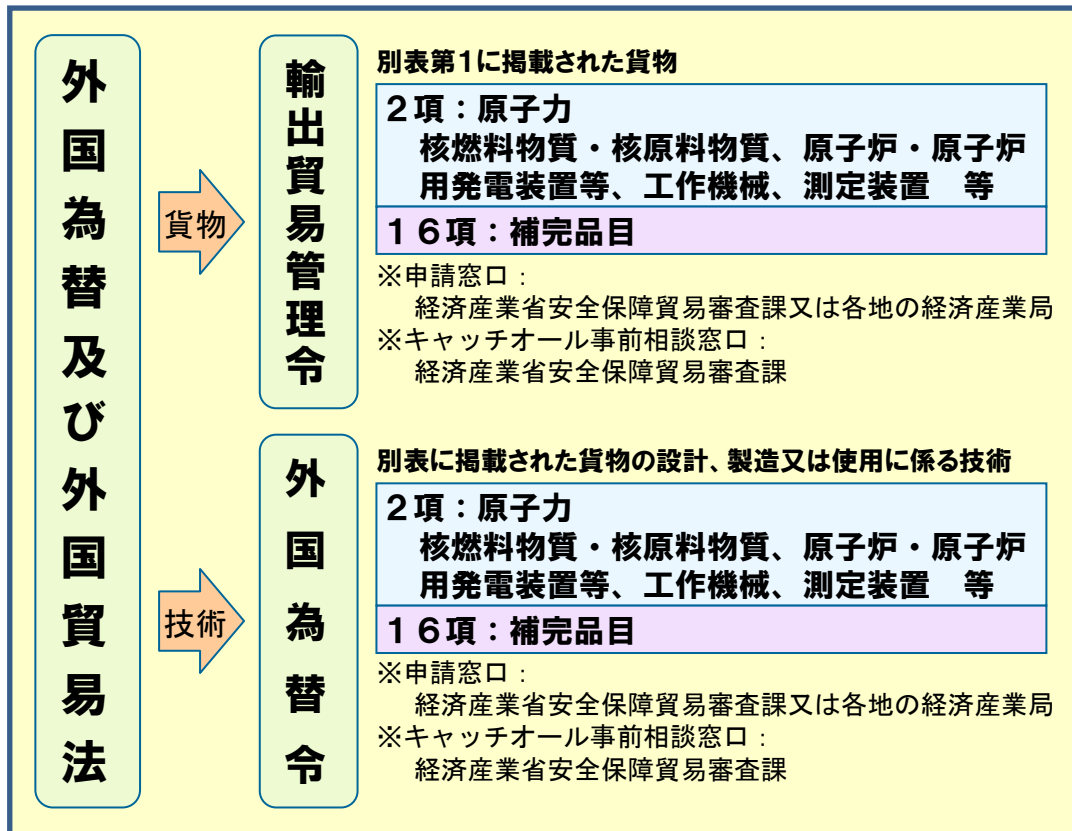 外国為替及び外国貿易法
貨物
輸出貿易管理令
別表第1に掲載された貨物
2項：原子力
核燃料物質・核原料物質、原子炉・原子炉
用発電装置等、工作機械、測定装置　等
16項：補完品目
※申請窓口：
経済産業省安全保障貿易審査課又は各地の経済産業局
※キャッチオール事前相談窓口：
経済産業省安全保障貿易審査課
技術
外国為替令
別表に掲載された貨物の設計、製造又は使用に係る技術
2項：原子力
核燃料物質・核原料物質、原子炉・原子炉
用発電装置等、工作機械、測定装置　等
16項：補完品目
※申請窓口：
経済産業省安全保障貿易審査課又は各地の経済産業局
※キャッチオール事前相談窓口：
経済産業省安全保障貿易審査課